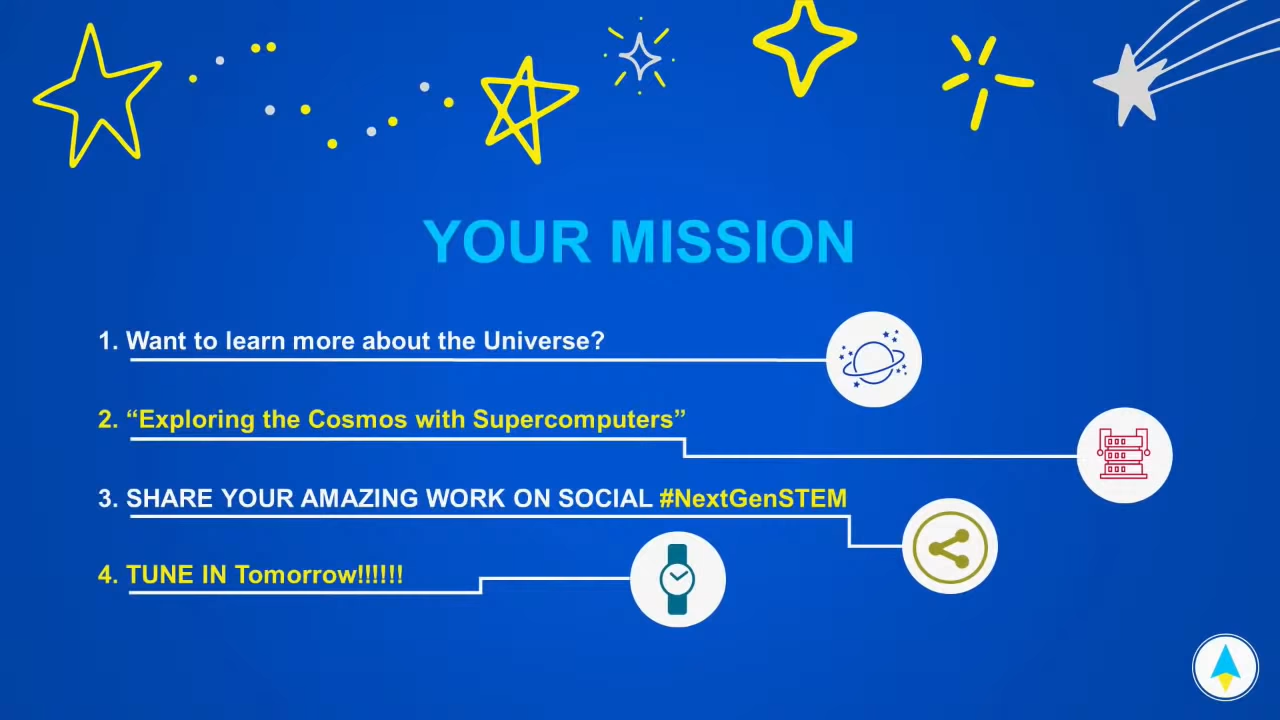 YOUR MISSION
1. Want to learn more about the Universe?
2. “Exploring the Cosmos with Supercomputers”
3. SHARE YOUR AMAZING WORK ON SOCIAL #NextGenSTEM
4. TUNE IN Tomorrow!!!!!!